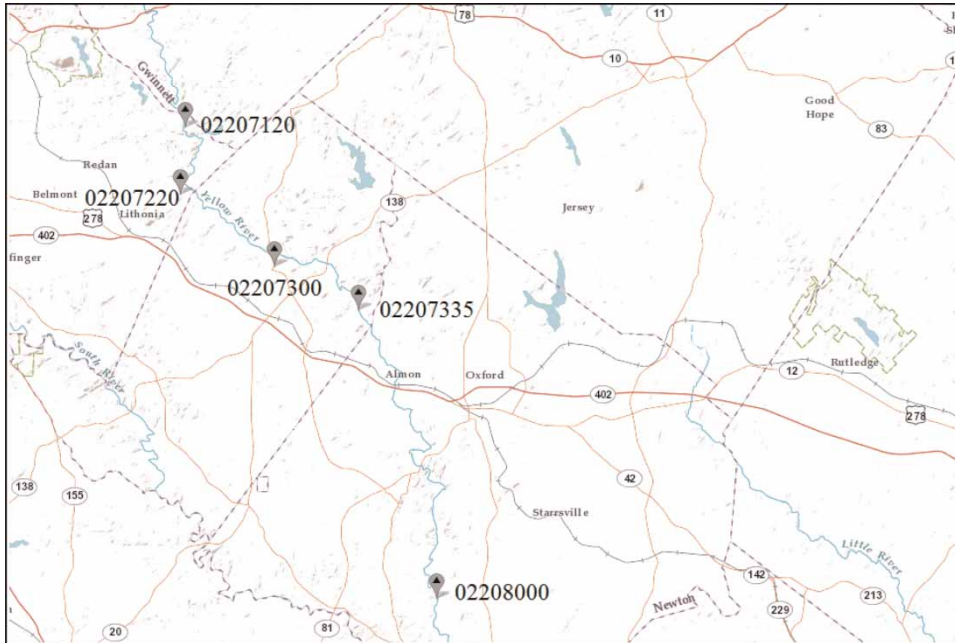 78
11
10
Gwinnett
02207120
Good
Hope
83
Redan
Belmont
02207220
Lithonia
278
402
Yellow River
138
Jersey
finger
02207300
02207335
South
River
Almon
Oxford
402
12
Rutledge
278
138
155
42
Starrsville
Little River
02208000
142
Newton
229
213
20
81